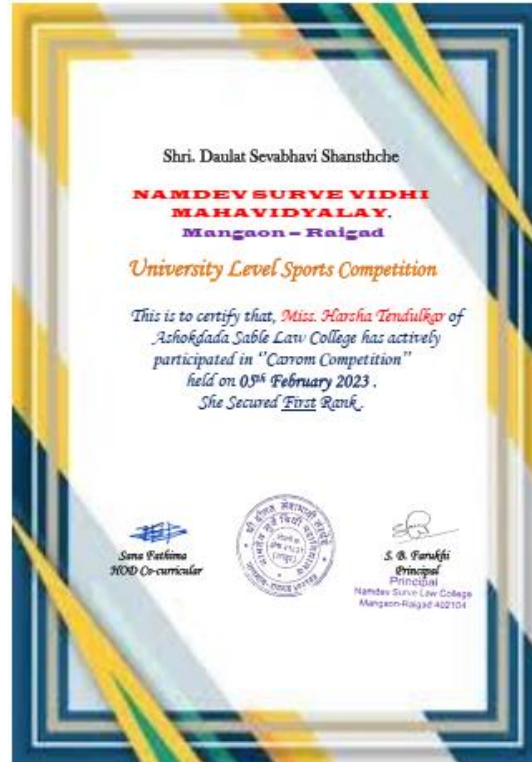 Shri. Daulat Sevabhavi Shansthche
NAMDEV SURVE VIDHI
MAHAVIDYALAY.
Mangaon – Raigad
University Level Sports Competition
This is to certify that, Miss. Harsha Tendulkar of
Ashokdada Sable Law College has actively
participated in “Carrom Competition”
held on 05th February 2023 .
She Secured First Rank .
Sana Fathima
HOD Co-curricular
S. B. Farukhi
Principal
Principal
Namdev Surve Law College
Mangaon-Raigad 402104